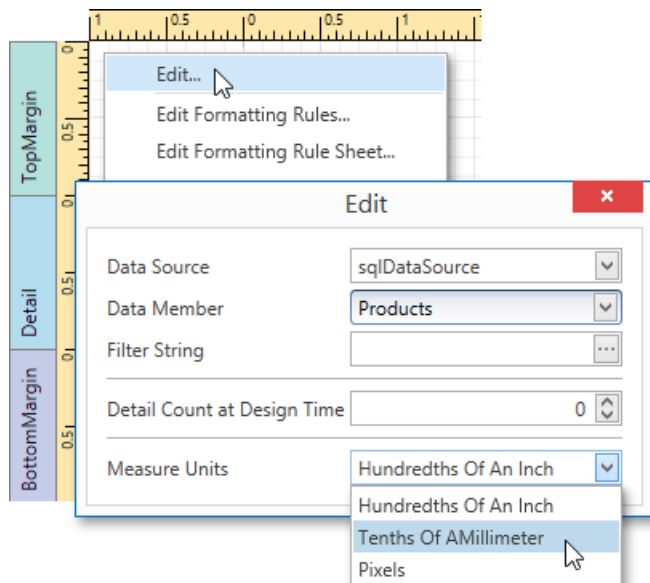 1 0.5 0 0.5 1
Edit...
Edit Formatting Rules...
Edit Formatting Rule Sheet...
TopMargin
0
0.5
Detail
0
0.5
BottomMargin
0
0.5
Edit
Data Source sqlDataSource
Data Member Products
Filter String ...
Detail Count at Design Time 0
Measure Units Hundredths Of An Inch
Hundredths Of An Inch
Tenths Of AMillimeter
Pixels